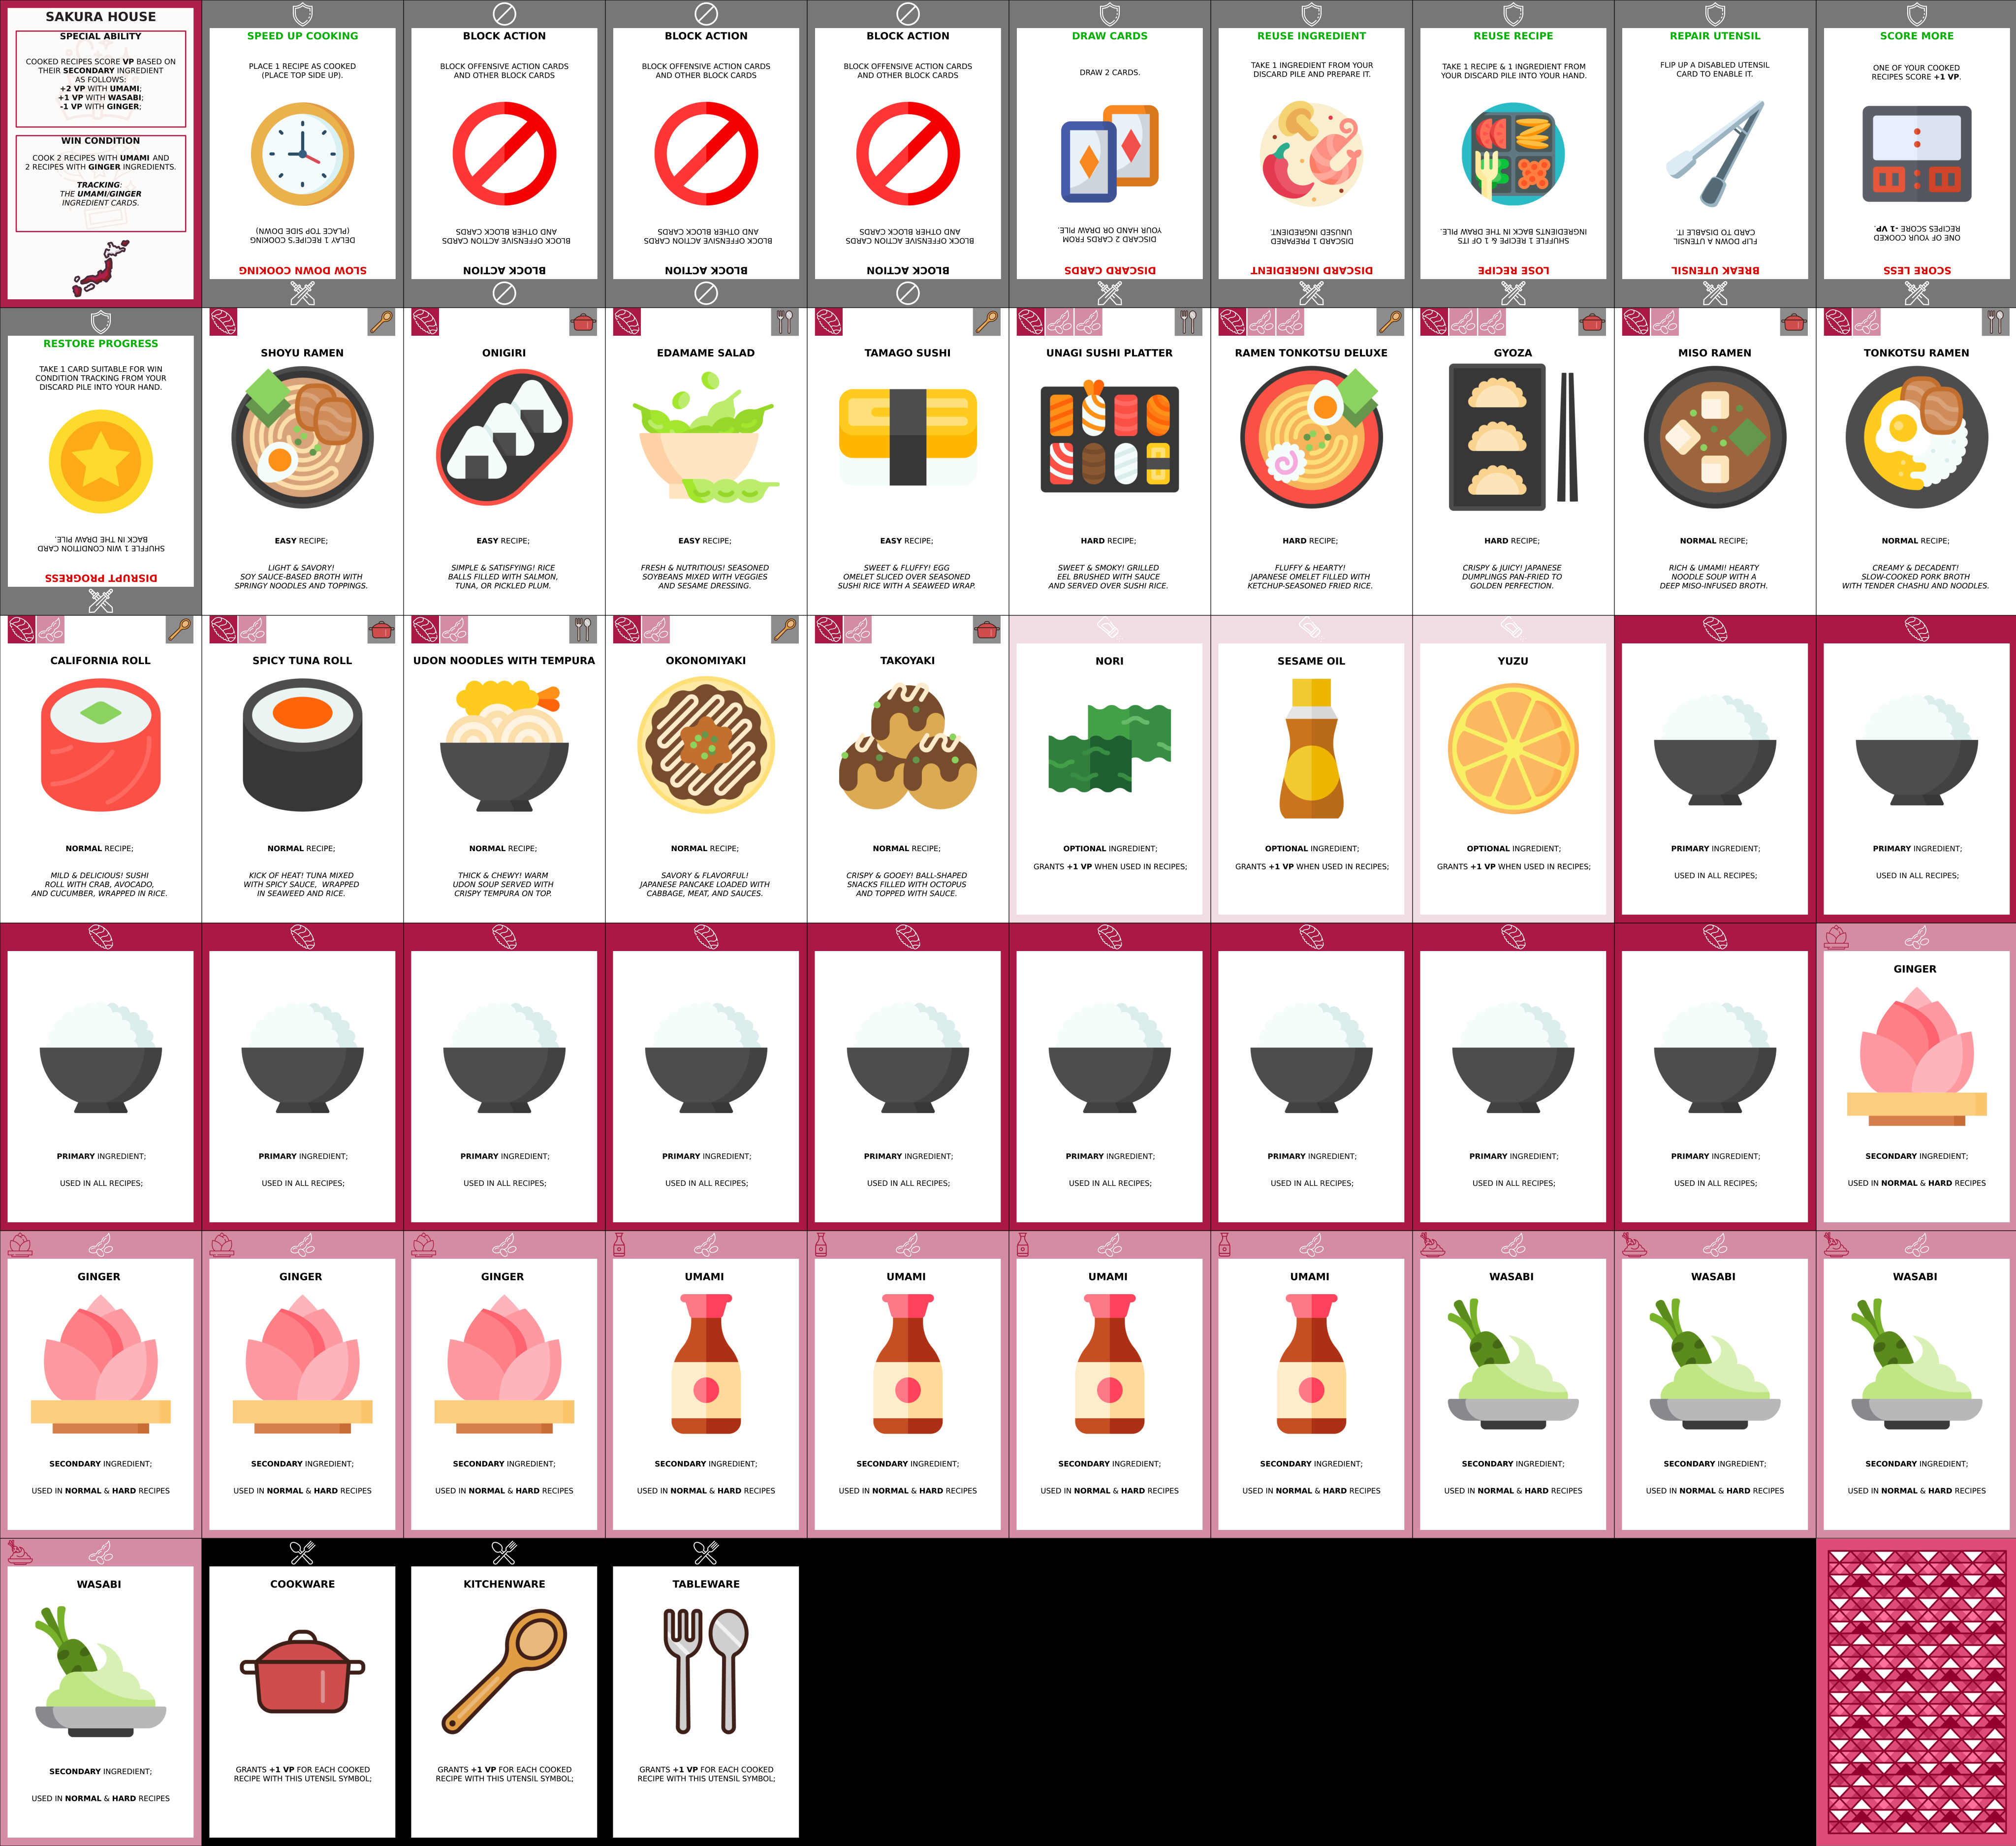 SAKURA HOUSE
SPECIAL ABILITY
COOKED RECIPES SCORE VP BASED ON
THEIR SECONDARY INGREDIENT
AS FOLLOWS:
+2 VP WITH UMAMI;
+1 VP WITH WASABI;
-1 VP WITH GINGER;
WIN CONDITION
COOK 2 RECIPES WITH UMAMI AND
2 RECIPES WITH GINGER INGREDIENTS.
TRACKING:
THE UMAMI/GINGER
INGREDIENT CARDS.
SPEED UP COOKING
PLACE 1 RECIPE AS COOKED
(PLACE TOP SIDE UP).
SLOW DOWN COOKING
DELAY 1 RECIPE'S COOKING
(PLACE TOP SIDE DOWN)
BLOCK ACTION
BLOCK OFFENSIVE ACTION CARDS
AND OTHER BLOCK CARDS
BLOCK ACTION
BLOCK OFFENSIVE ACTION CARDS
AND OTHER BLOCK CARDS
BLOCK ACTION
BLOCK OFFENSIVE ACTION CARDS
AND OTHER BLOCK CARDS
BLOCK ACTION
BLOCK OFFENSIVE ACTION CARDS
AND OTHER BLOCK CARDS
BLOCK ACTION
BLOCK OFFENSIVE ACTION CARDS
AND OTHER BLOCK CARDS
BLOCK ACTION
BLOCK OFFENSIVE ACTION CARDS
AND OTHER BLOCK CARDS
DRAW CARDS
DRAW 2 CARDS.
DISCARD CARDS
DISCARD 2 CARDS FROM
YOUR HAND OR DRAW PILE.
REUSE INGREDIENT
TAKE 1 INGREDIENT FROM YOUR
DISCARD PILE AND PREPARE IT.
DISCARD INGREDIENT
DISCARD 1 PREPARED
UNUSED INGREDIENT.
REUSE RECIPE
TAKE 1 RECIPE & 1 INGREDIENT FROM
YOUR DISCARD PILE INTO YOUR HAND.
LOSE RECIPE
SHUFFLE 1 RECIPE & 1 OF ITS
INGREDIENTS BACK IN THE DRAW PILE.
REPAIR UTENSIL
FLIP UP A DISABLED UTENSIL
CARD TO ENABLE IT.
BREAK UTENSIL
FLIP DOWN A UTENSIL
CARD TO DISABLE IT.
SCORE MORE
ONE OF YOUR COOKED
RECIPES SCORE +1 VP.
SCORE LESS
ONE OF YOUR COOKED
RECIPES SCORE -1 VP.
RESTORE PROGRESS
TAKE 1 CARD SUITABLE FOR WIN
CONDITION TRACKING FROM YOUR
DISCARD PILE INTO YOUR HAND.
DISRUPT PROGRESS
SHUFFLE 1 WIN CONDITION CARD
BACK IN THE DRAW PILE.
SHOYU RAMEN
EASY RECIPE;
LIGHT & SAVORY!
SOY SAUCE-BASED BROTH WITH
SPRINGY NOODLES AND TOPPINGS.
ONIGIRI
EASY RECIPE;
SIMPLE & SATISFYING! RICE
BALLS FILLED WITH SALMON,
TUNA, OR PICKLED PLUM.
EDAMAME SALAD
EASY RECIPE;
FRESH & NUTRITIOUS! SEASONED
SOYBEANS MIXED WITH VEGGIES
AND SESAME DRESSING.
TAMAGO SUSHI
EASY RECIPE;
SWEET & FLUFFY! EGG
OMELET SLICED OVER SEASONED
SUSHI RICE WITH A SEAWEED WRAP.
UNAGI SUSHI PLATTER
HARD RECIPE;
SWEET & SMOKY! GRILLED
EEL BRUSHED WITH SAUCE
AND SERVED OVER SUSHI RICE.
RAMEN TONKOTSU DELUXE
HARD RECIPE;
FLUFFY & HEARTY!
JAPANESE OMELET FILLED WITH
KETCHUP-SEASONED FRIED RICE.
GYOZA
HARD RECIPE;
CRISPY & JUICY! JAPANESE
DUMPLINGS PAN-FRIED TO
GOLDEN PERFECTION.
MISO RAMEN
NORMAL RECIPE;
RICH & UMAMI! HEARTY
NOODLE SOUP WITH A
DEEP MISO-INFUSED BROTH.
TONKOTSU RAMEN
NORMAL RECIPE;
CREAMY & DECADENT!
SLOW-COOKED PORK BROTH
WITH TENDER CHASHU AND NOODLES.
CALIFORNIA ROLL
NORMAL RECIPE;
MILD & DELICIOUS! SUSHI
ROLL WITH CRAB, AVOCADO,
AND CUCUMBER, WRAPPED IN RICE.
SPICY TUNA ROLL
NORMAL RECIPE;
KICK OF HEAT! TUNA MIXED
WITH SPICY SAUCE, WRAPPED
IN SEAWEED AND RICE.
UDON NOODLES WITH TEMPURA
NORMAL RECIPE;
THICK & CHEWY! WARM
UDON SOUP SERVED WITH
CRISPY TEMPURA ON TOP.
OKONOMIYAKI
NORMAL RECIPE;
SAVORY & FLAVORFUL!
JAPANESE PANCAKE LOADED WITH
CABBAGE, MEAT, AND SAUCES.
TAKOYAKI
NORMAL RECIPE;
CRISPY & GOOEY! BALL-SHAPED
SNACKS FILLED WITH OCTOPUS
AND TOPPED WITH SAUCE.
NORI
OPTIONAL INGREDIENT;
GRANTS +1 VP WHEN USED IN RECIPES;
SESAME OIL
OPTIONAL INGREDIENT;
GRANTS +1 VP WHEN USED IN RECIPES;
YUZU
OPTIONAL INGREDIENT;
GRANTS +1 VP WHEN USED IN RECIPES;
PRIMARY INGREDIENT;
USED IN ALL RECIPES;
PRIMARY INGREDIENT;
USED IN ALL RECIPES;
PRIMARY INGREDIENT;
USED IN ALL RECIPES;
PRIMARY INGREDIENT;
USED IN ALL RECIPES;
PRIMARY INGREDIENT;
USED IN ALL RECIPES;
PRIMARY INGREDIENT;
USED IN ALL RECIPES;
PRIMARY INGREDIENT;
USED IN ALL RECIPES;
PRIMARY INGREDIENT;
USED IN ALL RECIPES;
PRIMARY INGREDIENT;
USED IN ALL RECIPES;
PRIMARY INGREDIENT;
USED IN ALL RECIPES;
PRIMARY INGREDIENT;
USED IN ALL RECIPES;
GINGER
SECONDARY INGREDIENT;
USED IN NORMAL & HARD RECIPES
GINGER
SECONDARY INGREDIENT;
USED IN NORMAL & HARD RECIPES
GINGER
SECONDARY INGREDIENT;
USED IN NORMAL & HARD RECIPES
GINGER
SECONDARY INGREDIENT;
USED IN NORMAL & HARD RECIPES
UMAMI
SECONDARY INGREDIENT;
USED IN NORMAL & HARD RECIPES
UMAMI
SECONDARY INGREDIENT;
USED IN NORMAL & HARD RECIPES
UMAMI
SECONDARY INGREDIENT;
USED IN NORMAL & HARD RECIPES
UMAMI
SECONDARY INGREDIENT;
USED IN NORMAL & HARD RECIPES
WASABI
SECONDARY INGREDIENT;
USED IN NORMAL & HARD RECIPES
WASABI
SECONDARY INGREDIENT;
USED IN NORMAL & HARD RECIPES
WASABI
SECONDARY INGREDIENT;
USED IN NORMAL & HARD RECIPES
WASABI
SECONDARY INGREDIENT;
USED IN NORMAL & HARD RECIPES
COOKWARE
GRANTS +1 VP FOR EACH COOKED
RECIPE WITH THIS UTENSIL SYMBOL;
KITCHENWARE
GRANTS +1 VP FOR EACH COOKED
RECIPE WITH THIS UTENSIL SYMBOL;
TABLEWARE
GRANTS +1 VP FOR EACH COOKED
RECIPE WITH THIS UTENSIL SYMBOL;